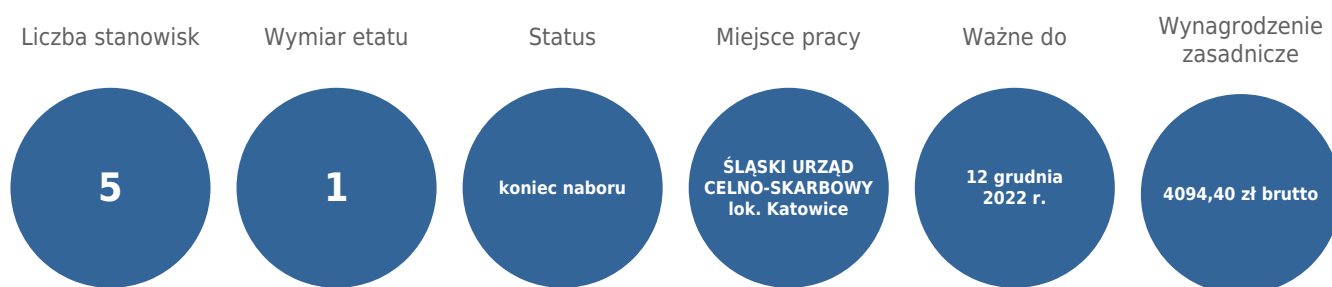 Liczba stanowisk
Wymiar etatu
Status
Miejsce pracy
Ważne do
Wynagrodzenie
zasadnicze
5
1
koniec naboru
ŚLĄSKI URZĄD
CELNO-SKARBOWY
lok. Katowice
12 grudnia
2022 r.
4094,40 zł brutto